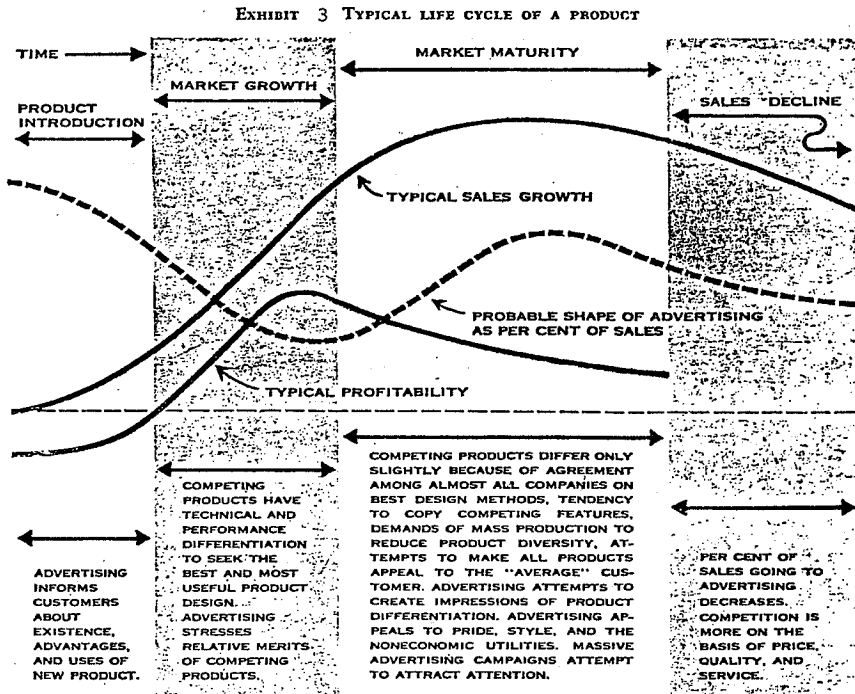 EXHIBIT 3 TYPICAL LIFE CYCLE OF A PRODUCT
TIME
MARKET MATURITY
MARKET GROWTH
PRODUCT
INTRODUCTION
SALES DECLINE
TYPICAL SALES GROWTH
PROBABLE SHAPE OF ADVERTISING
AS PER CENT OF SALES
TYPICAL PROFITABILITY
ADVERTISING
INFORMS
CUSTOMERS
ABOUT
EXISTENCE,
ADVANTAGES,
AND USES OF
NEW PRODUCT.
COMPETING
PRODUCTS HAVE
TECHNICAL AND
PERFORMANCE
DIFFERENTIATION
TO SEEK THE
BEST AND MOST
USEFUL PRODUCT
DESIGN.
ADVERTISING
STRESSES
RELATIVE MERITS
OF COMPETING
PRODUCTS.
COMPETING PRODUCTS DIFFER ONLY
SLIGHTLY BECAUSE OF AGREEMENT
AMONG ALMOST ALL COMPANIES ON
BEST DESIGN METHODS, TENDENCY
TO COPY COMPETING FEATURES,
DEMANDS OF MASS PRODUCTION TO
REDUCE PRODUCT DIVERSITY, AT-
TEMPTS TO MAKE ALL PRODUCTS
APPEAL TO THE "AVERAGE" CUS-
TOMER. ADVERTISING ATTEMPTS TO
CREATE IMPRESSIONS OF PRODUCT
DIFFERENTIATION. ADVERTISING AP-
PEALS TO PRIDE, STYLE, AND THE
NONECONOMIC UTILITIES. MASSIVE
ADVERTISING CAMPAIGNS ATTEMPT
TO ATTRACT ATTENTION.
PER CENT OF
SALES GOING TO
ADVERTISING
DECREASES.
COMPETITION IS
MORE ON THE
BASIS OF PRICE,
QUALITY, AND
SERVICE.